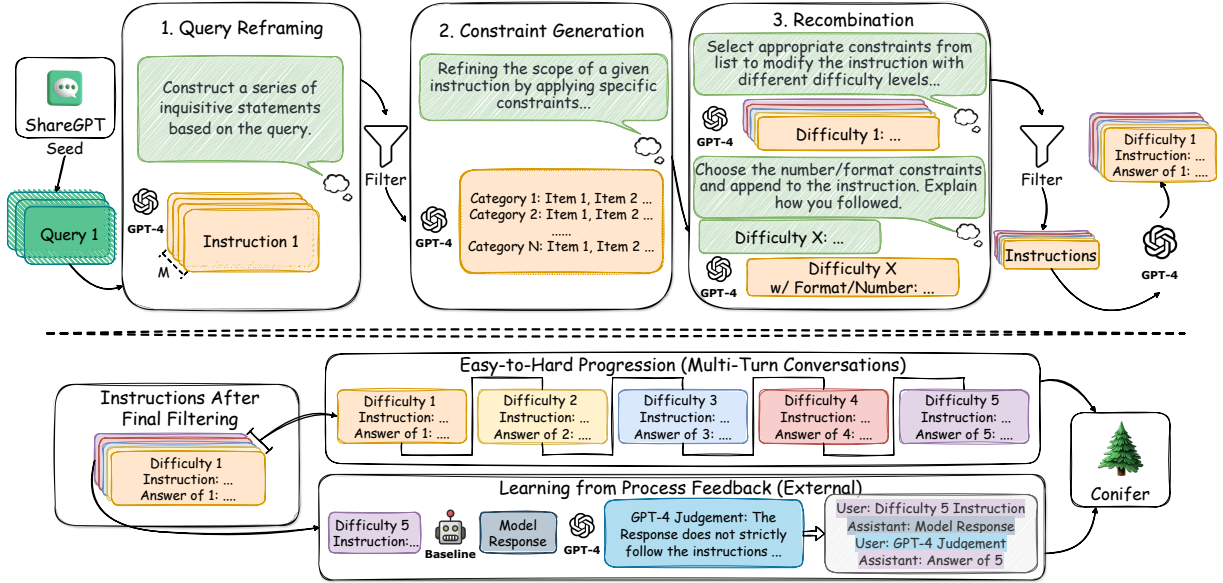 1. Query Reframing
Construct a series of
inquisitive statements
based on the query.
ShareGPT
Seed
Query 1
GPT-4
Instruction 1
M
Filter
2. Constraint Generation
Refining the scope of a given
instruction by applying specific
constraints...
GPT-4
Category 1: Item 1, Item 2 ...
Category 2: Item 1, Item 2 ...
......
Category N: Item 1, Item 2 ...
3. Recombination
Select appropriate constraints from
list to modify the instruction with
different difficulty levels...
GPT-4
Difficulty 1: ...
Choose the number/format constraints
and append to the instruction. Explain
how you followed.
Difficulty X: ...
GPT-4
Difficulty X
w/ Format/Number: ...
Filter
Instructions
Difficulty 1
Instruction: ...
Answer of 1: ....
GPT-4
Instructions After
Final Filtering
Difficulty 1
Instruction: ...
Answer of 1: ....
Easy-to-Hard Progression (Multi-Turn Conversations)
Difficulty 1
Instruction: ...
Answer of 1: ....
Difficulty 2
Instruction: ...
Answer of 2: ....
Difficulty 3
Instruction: ...
Answer of 3: ....
Difficulty 4
Instruction: ...
Answer of 4: ....
Difficulty 5
Instruction: ...
Answer of 5: ....
Learning from Process Feedback (External)
Difficulty 5
Instruction:...
Baseline
Model
Response
GPT-4
GPT-4 Judgement: The
Response does not strictly
follow the instructions ...
User: Difficulty 5 Instruction
Assistant: Model Response
User: GPT-4 Judgement
Assistant: Answer of 5
Conifer